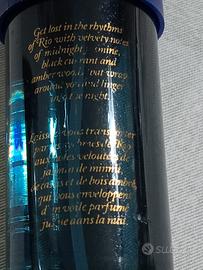 Get lost in the rhythms
of Rio with velvety notes
of midnight jasmine,
black currant and
amber woods that wrap
around you and linger
into the night.
Laissez-vous transporter
par les rythmes de Rio
aux notes veloutées de
jasmin de minuit,
de cassis et de bois ambrés,
qui vous enveloppent
d'un voile parfumé
jusque dans la nuit.
subito